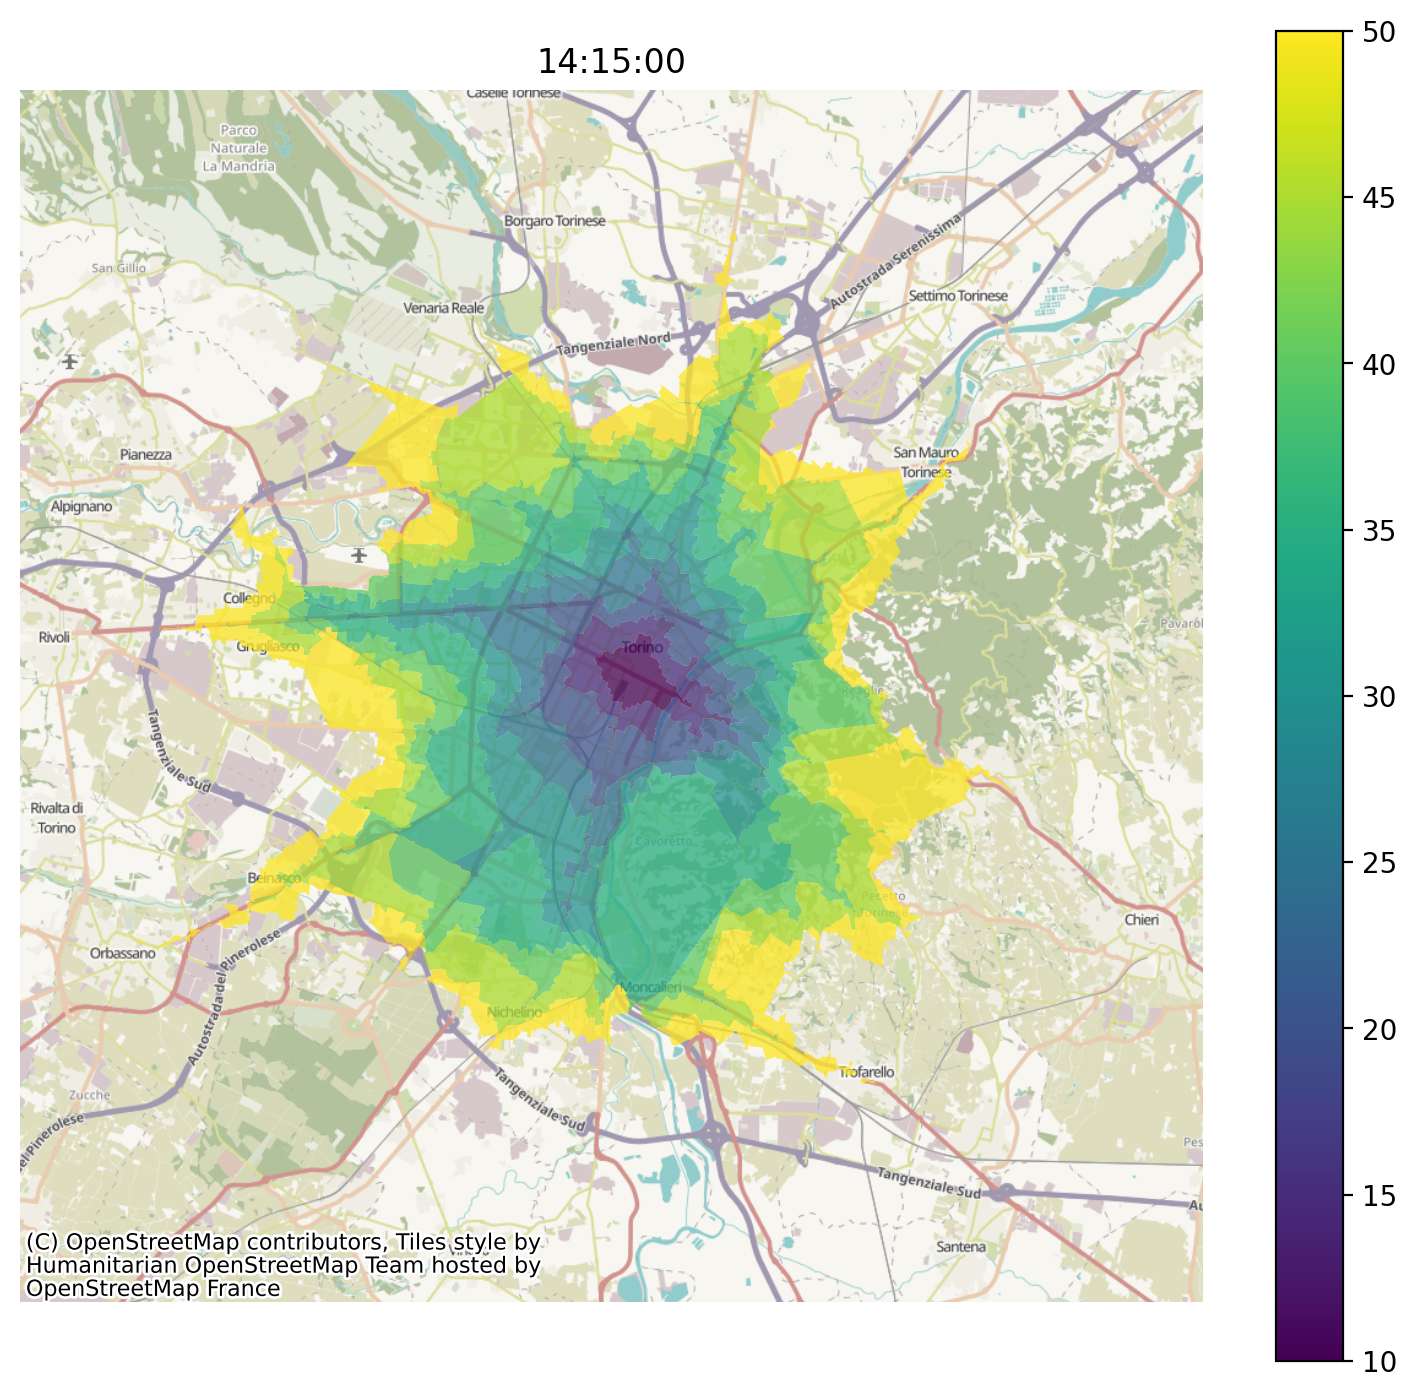 14:15:00
50
45
40
35
30
25
20
15
10
Caselle Torinese
Parco
Naturale
La Mandria
Borgaro Torinese
Autostrada Serenissima
San Gillio
Settimo Torinese
Venaria Reale
Tangenziale Nord
Pianezza
San Mauro
Torinese
Alpignano
Collegno
Pavarol
Rivoli
Grugliasco
Torino
Reaglie
Tangenziale Sud
Rivalta di
Torino
Cavoretto
Beinasco
Pecetto
Torinese
Chieri
Orbassano
Autostrada del Pinerolese
Moncalieri
Nichelino
Trofarello
Zucche
Tangenziale Sud
el Pinerolese
Pes
Tangenziale Sud
Au
Santena
(C) OpenStreetMap contributors, Tiles style by
Humanitarian OpenStreetMap Team hosted by
OpenStreetMap France